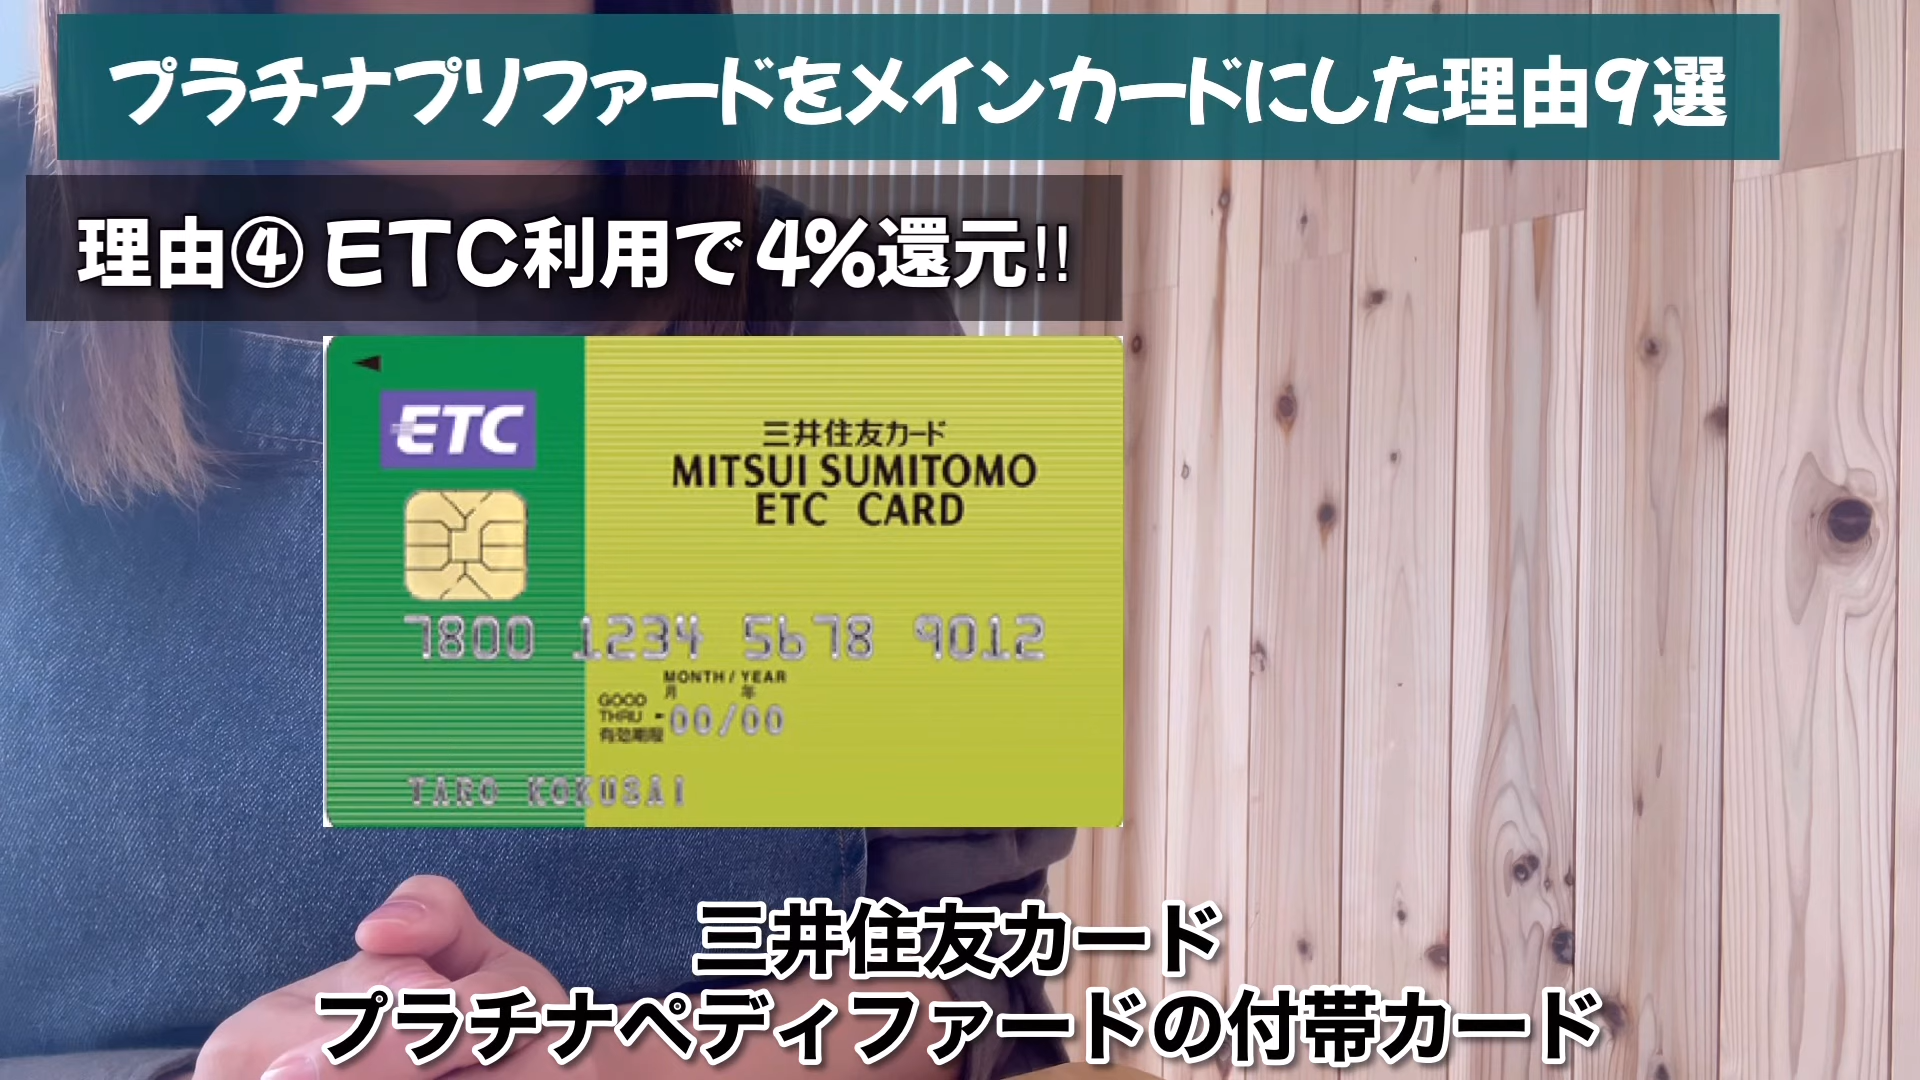 プラチナプリファードをメインカードにした理由9選
理由④ ETC利用で4%還元!!
ETC
三井住友カード
MITSUI SUMITOMO
ETC CARD
7800 1234 5678 9012
MONTH / YEAR
月 年
GOOD
THRU
有効期限
00/00
TARO KOKUSAI
三井住友カード
プラチナペディファードの付帯カード